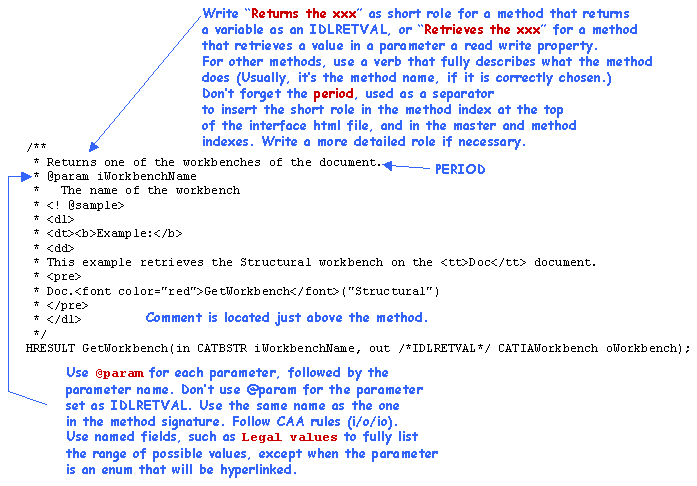 Write “Returns the xxx” as short role for a method that returns
a variable as an IDLRETVAL, or “Retrieves the xxx” for a method
that retrieves a value in a parameter a read write property.
For other methods, use a verb that fully describes what the method
does (Usually, it’s the method name, if it is correctly chosen.)
Don’t forget the period, used as a separator
to insert the short role in the method index at the top
of the interface html file, and in the master and method
indexes. Write a more detailed role if necessary.
/**
* Returns one of the workbenches of the document.
PERIOD
* @param iWorkbenchName
*   The name of the workbench
* <! @sample>
* <dl>
* <dt><b>Example:</b>
* <dd>
* This example retrieves the Structural workbench on the <tt>Doc</tt> document.
* <pre>
* Doc.<font color="red">GetWorkbench</font>("Structural")
* </pre>
* </dl>
Comment is located just above the method.
*/
HRESULT GetWorkbench(in CATBSTR iWorkbenchName, out /*IDLRETVAL*/ CATIAWorkbench oWorkbench);
Use @param for each parameter, followed by the
parameter name. Don’t use @param for the parameter
set as IDLRETVAL. Use the same name as the one
in the method signature. Follow CAA rules (i/o/io).
Use named fields, such as Legal values to fully list
the range of possible values, except when the parameter
is an enum that will be hyperlinked.